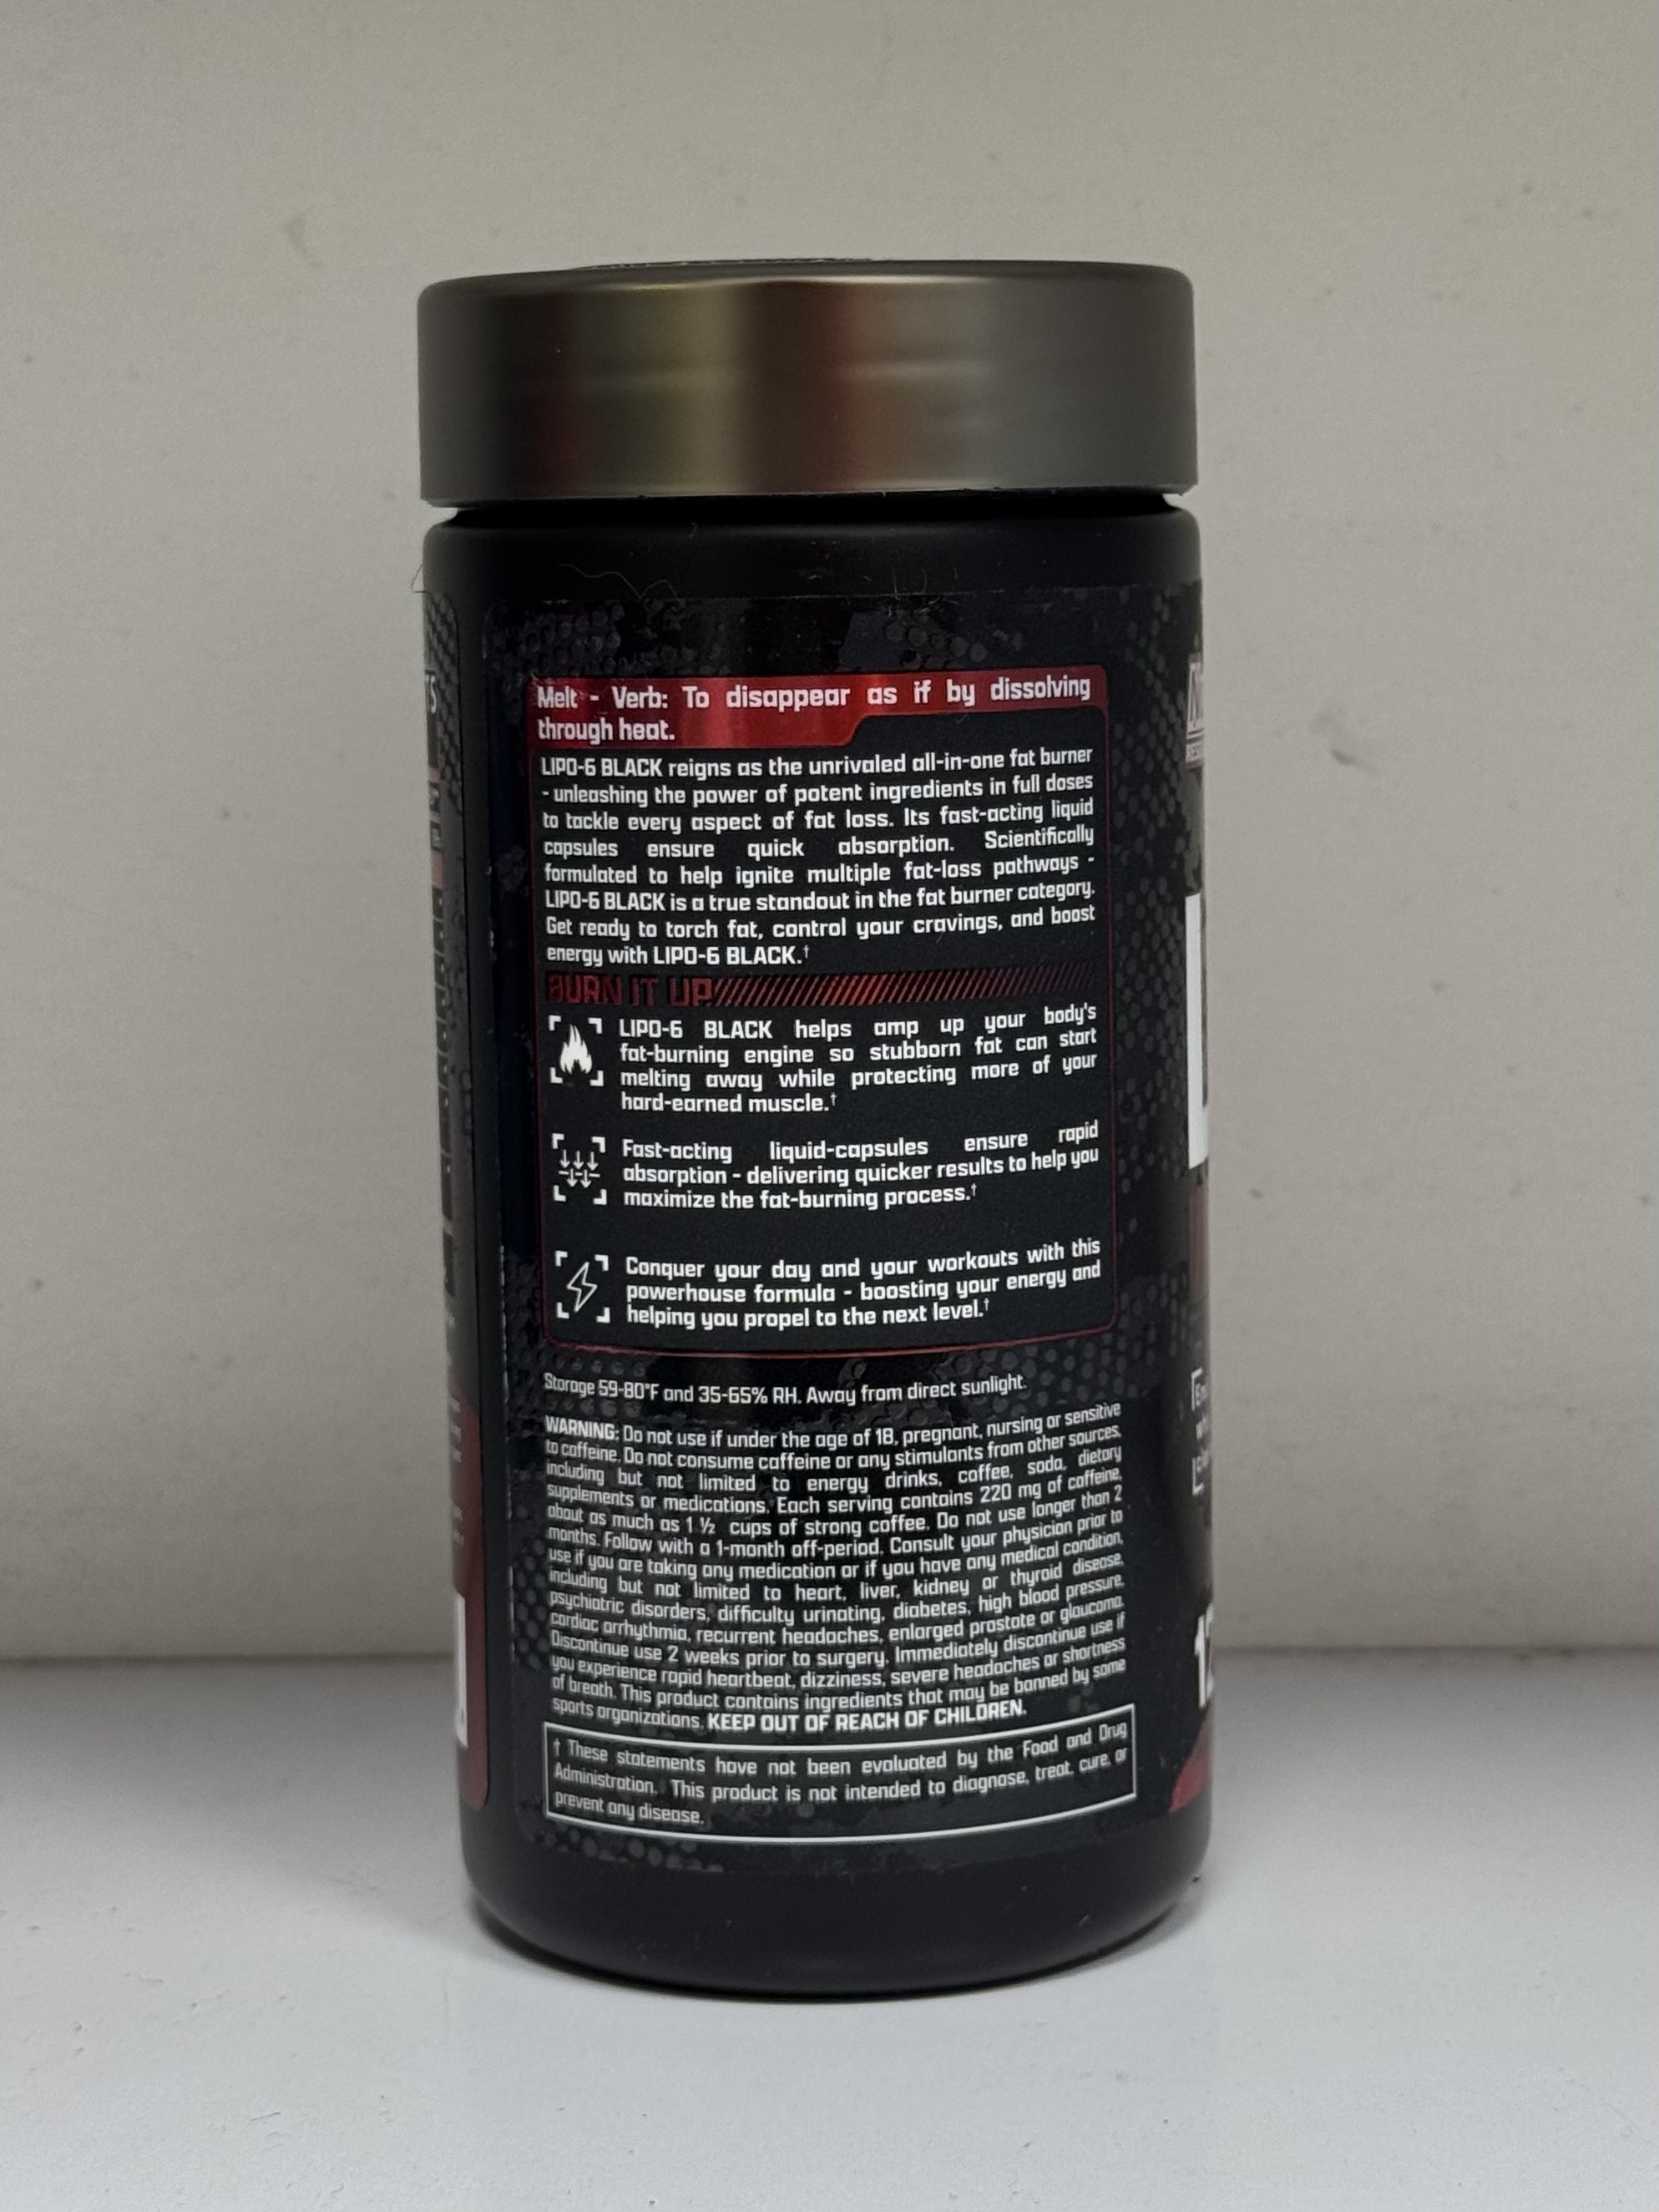 Melt - Verb: To disappear as if by dissolving
through heat.
LIPO-6 BLACK reigns as the unrivaled all-in-one fat burner
- unleashing the power of potent ingredients in full doses
to tackle every aspect of fat loss. Its fast-acting liquid
capsules ensure quick absorption. Scientifically
formulated to help ignite multiple fat-loss pathways -
LIPO-6 BLACK is a true standout in the fat burner category.
Get ready to torch fat, control your cravings, and boost
energy with LIPO-6 BLACK.†
BURN IT UP
LIPO-6 BLACK helps amp up your body's
fat-burning engine so stubborn fat can start
melting away while protecting more of your
hard-earned muscle.†
Fast-acting liquid-capsules ensure rapid
absorption - delivering quicker results to help you
maximize the fat-burning process.†
Conquer your day and your workouts with this
powerhouse formula - boosting your energy and
helping you propel to the next level.†
Storage 59-80°F and 35-65% RH. Away from direct sunlight.
WARNING: Do not use if under the age of 18, pregnant, nursing or sensitive
to caffeine. Do not consume caffeine or any stimulants from other sources,
including but not limited to energy drinks, coffee, soda, dietary
supplements or medications. Each serving contains 220 mg of caffeine,
about as much as 1 ½ cups of strong coffee. Do not use longer than 2
months. Follow with a 1-month off-period. Consult your physician prior to
use if you are taking any medication or if you have any medical condition,
including but not limited to heart, liver, kidney or thyroid disease,
psychiatric disorders, difficulty urinating, diabetes, high blood pressure,
cardiac arrhythmia, recurrent headaches, enlarged prostate or glaucoma.
Discontinue use 2 weeks prior to surgery. Immediately discontinue use if
you experience rapid heartbeat, dizziness, severe headaches or shortness
of breath. This product contains ingredients that may be banned by some
sports organizations. KEEP OUT OF REACH OF CHILDREN.
† These statements have not been evaluated by the Food and Drug
Administration. This product is not intended to diagnose, treat, cure, or
prevent any disease.